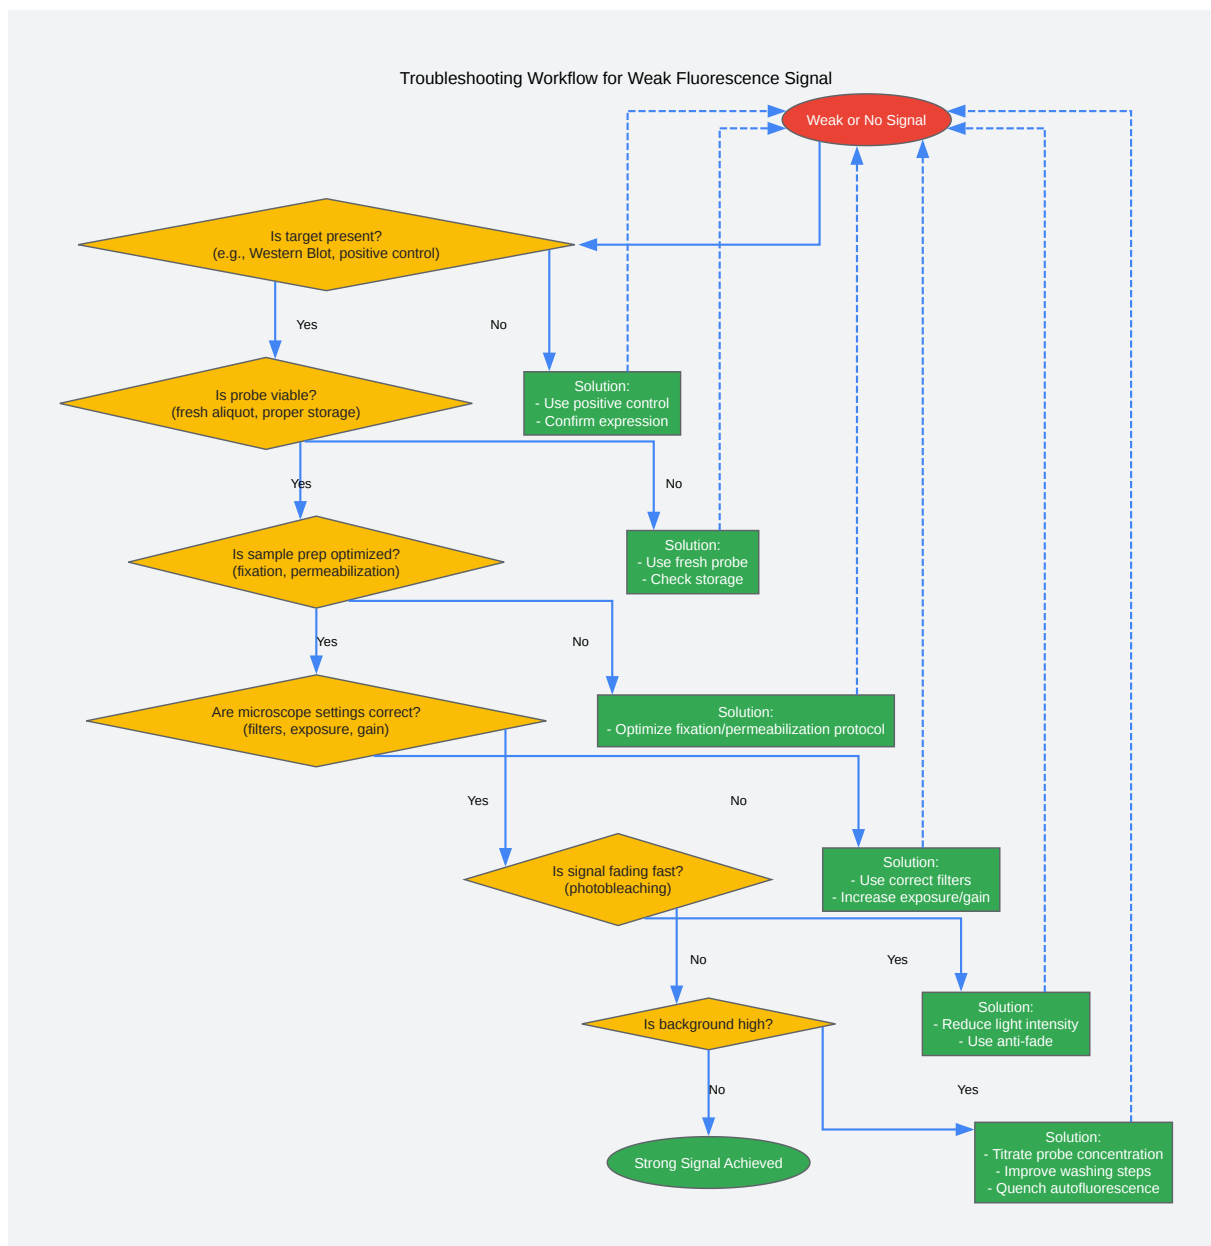 Troubleshooting Workflow for Weak Fluorescence Signal
Weak or No Signal
Is target present?
(e.g., Western Blot, positive control)
Yes
No
Is probe viable?
(fresh aliquot, proper storage)
Solution:
- Use positive control
- Confirm expression
Yes
No
Is sample prep optimized?
(fixation, permeabilization)
Solution:
- Use fresh probe
- Check storage
Yes
No
Are microscope settings correct?
(filters, exposure, gain)
Solution:
- Optimize fixation/permeabilization protocol
Yes
No
Is signal fading fast?
(photobleaching)
Solution:
- Use correct filters
- Increase exposure/gain
No
Yes
Is background high?
Solution:
- Reduce light intensity
- Use anti-fade
No
Yes
Strong Signal Achieved
Solution:
- Titrate probe concentration
- Improve washing steps
- Quench autofluorescence